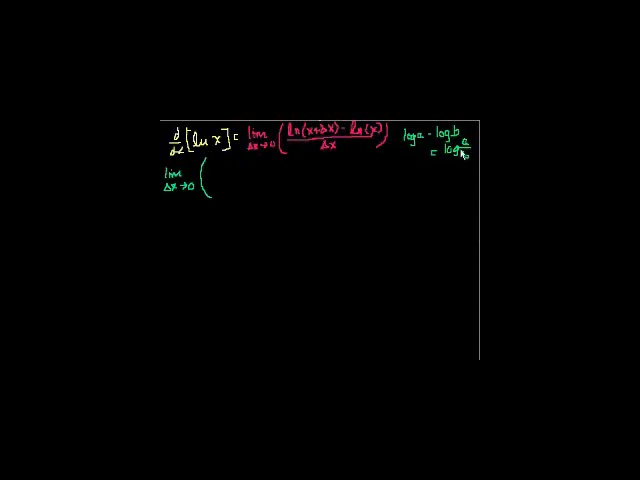 d/dx [ln x] = lim Δx→0 ( ln(x+Δx) - ln(x) / Δx )
log a - log b
= log a/b
lim Δx→0 (